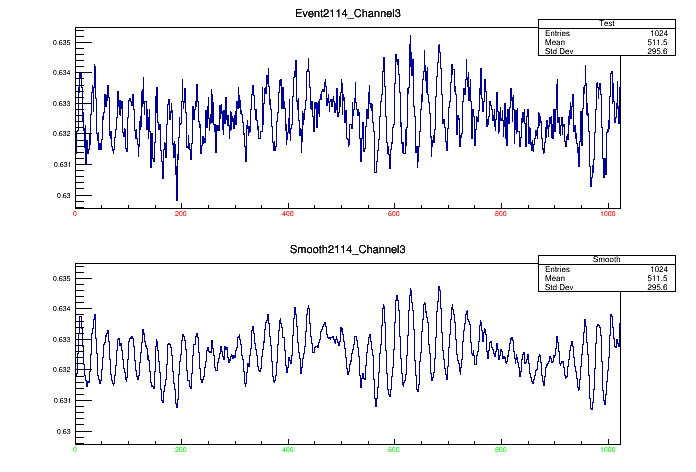 Event2114_Channel3
Test
Entries 1024
Mean 511.5
Std Dev 295.6
0.635
0.634
0.633
0.632
0.631
0.63
0 200 400 600 800 1000
Smooth2114_Channel3
Smooth
Entries 1024
Mean 511.5
Std Dev 295.6
0.635
0.634
0.633
0.632
0.631
0.63
0 200 400 600 800 1000